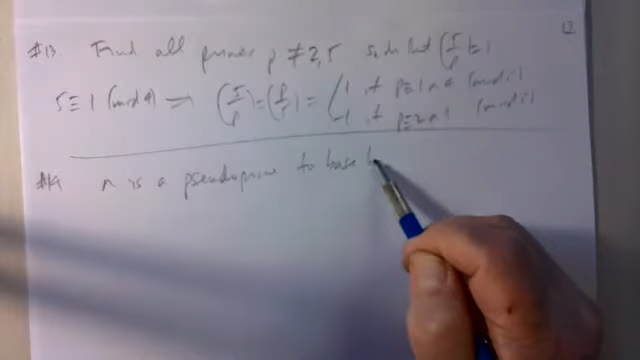 12
#13 Find all primes p ≠ 2,5 such that (5/p) = 1
5 ≡ 1 (mod 4) ⟹ (5/p) = (p/5) = { 1 if p ≡ 1 or 4 (mod 5)
-1 if p ≡ 2 or (mod 5)
#14 n is a pseudoprime to base b